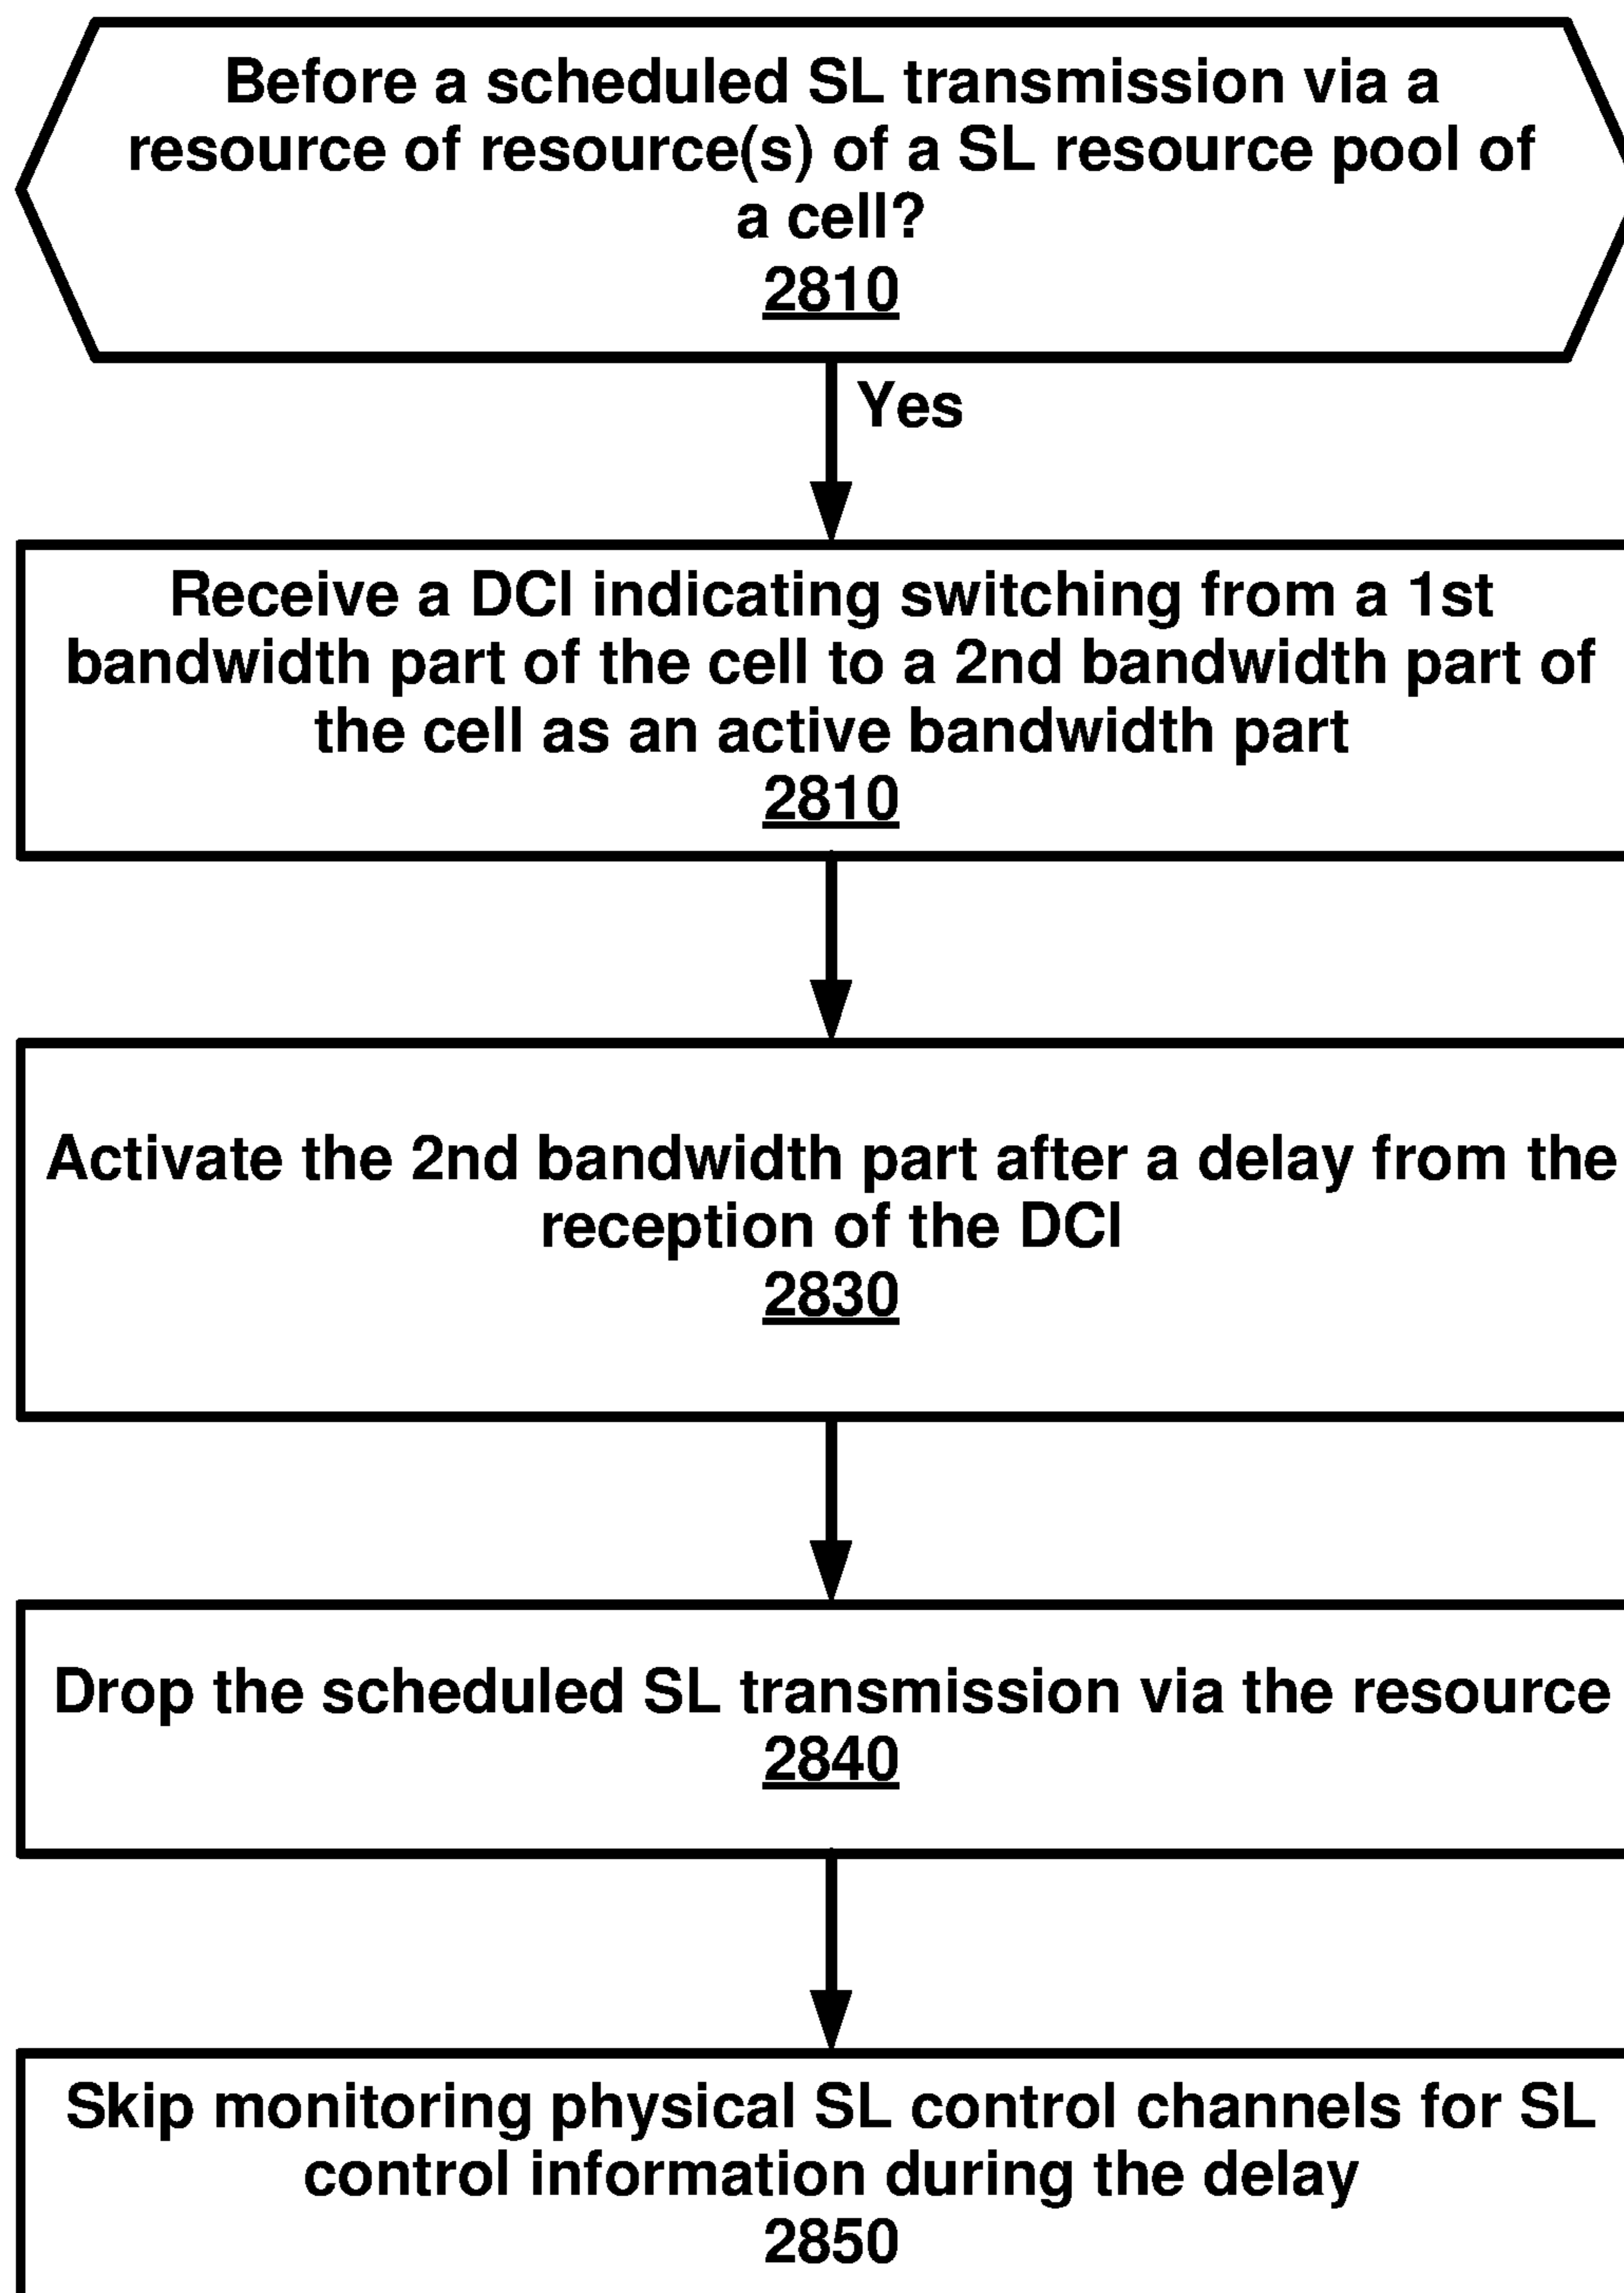 Before a scheduled SL transmission via a
resource of resource(s) of a SL resource pool of
a cell?
2810
Yes
Receive a DCI indicating switching from a 1st
bandwidth part of the cell to a 2nd bandwidth part of
the cell as an active bandwidth part
2810
Activate the 2nd bandwidth part after a delay from the
reception of the DCI
2830
Drop the scheduled SL transmission via the resource
2840
Skip monitoring physical SL control channels for SL
control information during the delay
2850